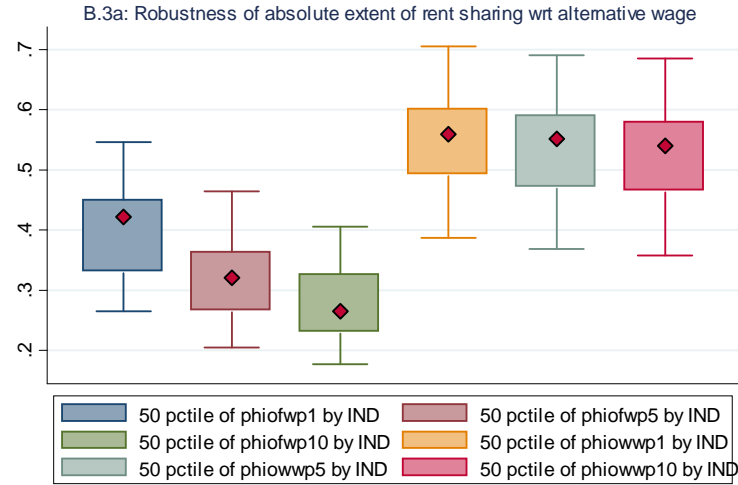 B.3a: Robustness of absolute extent of rent sharing wrt alternative wage
.7
.6
.5
.4
.3
.2
50 pctile of phiofwp1 by IND
50 pctile of phiofwp5 by IND
50 pctile of phiofwp10 by IND
50 pctile of phiowwp1 by IND
50 pctile of phiowwp5 by IND
50 pctile of phiowwp10 by IND